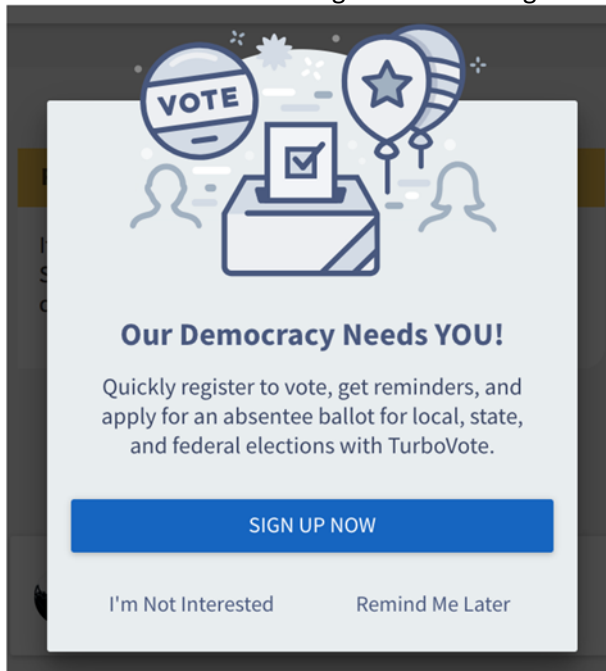 VOTE
Our Democracy Needs YOU!
Quickly register to vote, get reminders, and
apply for an absentee ballot for local, state,
and federal elections with TurboVote.
SIGN UP NOW
I'm Not Interested
Remind Me Later